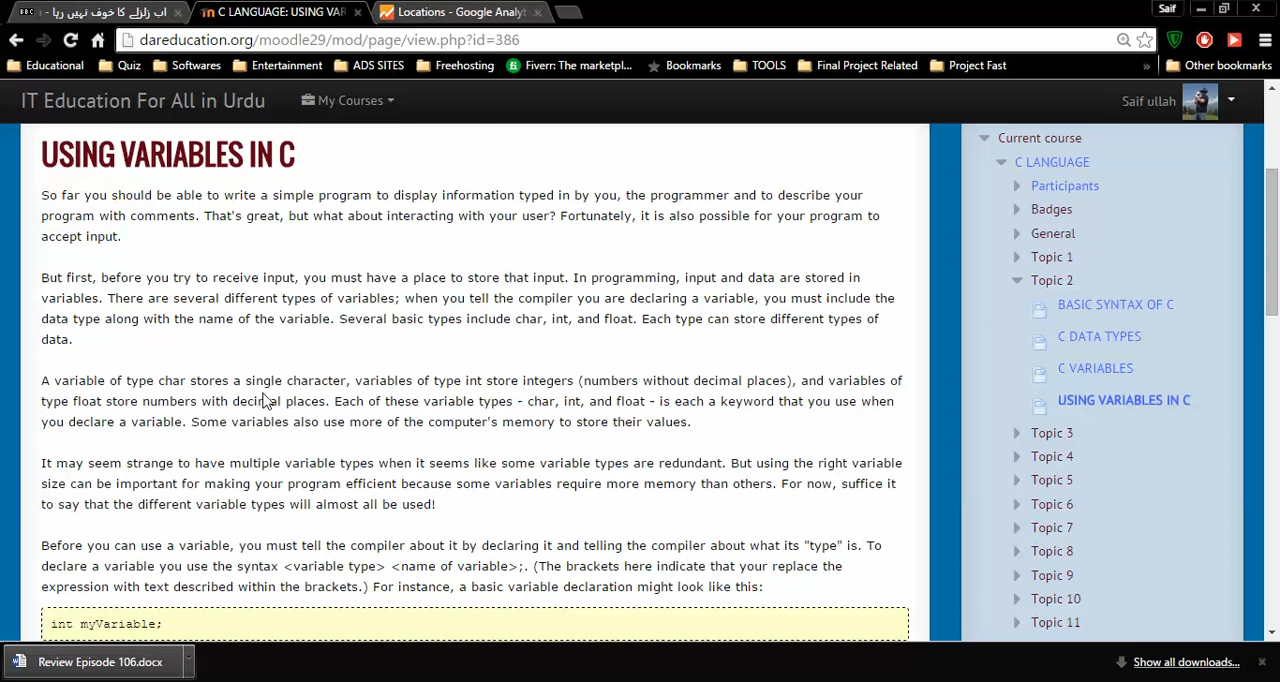 BBC اب زلزلے کا خوف نہیں رہا -
C LANGUAGE: USING VAR
Locations - Google Analyt
Saif
dareducation.org/moodle29/mod/page/view.php?id=386
Educational Quiz Softwares Entertainment ADS SITES Freehosting Fiverr: The marketpl... Bookmarks TOOLS Final Project Related Project Fast » Other bookmarks
IT Education For All in Urdu My Courses Saif ullah
USING VARIABLES IN C
So far you should be able to write a simple program to display information typed in by you, the programmer and to describe your
program with comments. That's great, but what about interacting with your user? Fortunately, it is also possible for your program to
accept input.
But first, before you try to receive input, you must have a place to store that input. In programming, input and data are stored in
variables. There are several different types of variables; when you tell the compiler you are declaring a variable, you must include the
data type along with the name of the variable. Several basic types include char, int, and float. Each type can store different types of
data.
A variable of type char stores a single character, variables of type int store integers (numbers without decimal places), and variables of
type float store numbers with decimal places. Each of these variable types - char, int, and float - is each a keyword that you use when
you declare a variable. Some variables also use more of the computer's memory to store their values.
It may seem strange to have multiple variable types when it seems like some variable types are redundant. But using the right variable
size can be important for making your program efficient because some variables require more memory than others. For now, suffice it
to say that the different variable types will almost all be used!
Before you can use a variable, you must tell the compiler about it by declaring it and telling the compiler about what its "type" is. To
declare a variable you use the syntax <variable type> <name of variable>;. (The brackets here indicate that your replace the
expression with text described within the brackets.) For instance, a basic variable declaration might look like this:
int myVariable;
Current course
C LANGUAGE
Participants
Badges
General
Topic 1
Topic 2
BASIC SYNTAX OF C
C DATA TYPES
C VARIABLES
USING VARIABLES IN C
Topic 3
Topic 4
Topic 5
Topic 6
Topic 7
Topic 8
Topic 9
Topic 10
Topic 11
Review Episode 106.docx
Show all downloads...